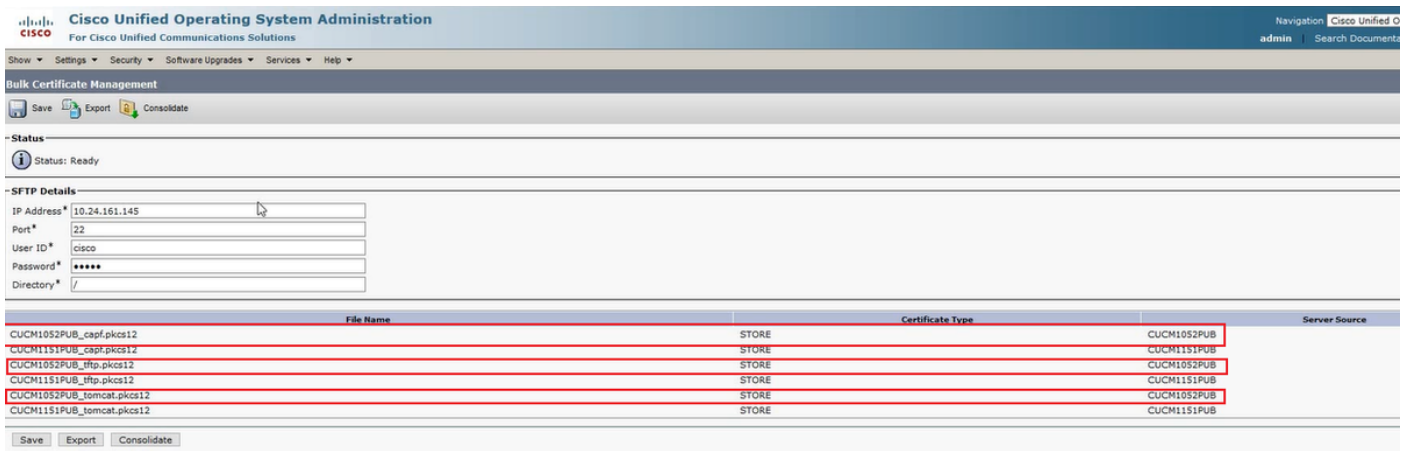 Cisco Unified Operating System Administration
Navigation Cisco Unified O
CISCO
For Cisco Unified Communications Solutions
admin | Search Documenta
Show Settings Security Software Upgrades Services Help
Bulk Certificate Management
Save Export Consolidate
Status
Status: Ready
SFTP Details
IP Address* 10.24.161.145
Port* 22
User ID* cisco
Password* •••••
Directory* /
File Name Certificate Type Server Source
CUCM1052PUB_capf.pkcs12 STORE CUCM1052PUB
CUCM1151PUB_capf.pkcs12 STORE CUCM1151PUB
CUCM1052PUB_tftp.pkcs12 STORE CUCM1052PUB
CUCM1151PUB_tftp.pkcs12 STORE CUCM1151PUB
CUCM1052PUB_tomcat.pkcs12 STORE CUCM1052PUB
CUCM1151PUB_tomcat.pkcs12 STORE CUCM1151PUB
Save Export Consolidate